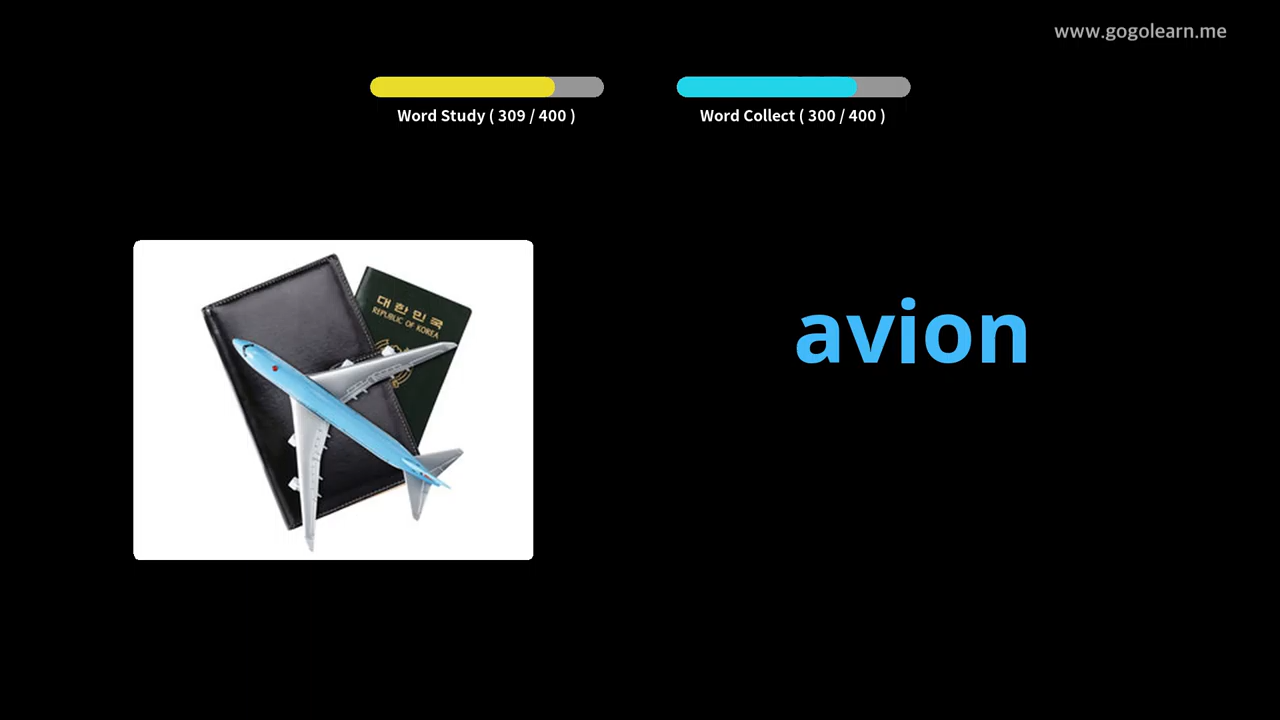 www.gogolearn.me
Word Study ( 309 / 400 )
Word Collect ( 300 / 400 )
대한민국
REPUBLIC OF KOREA
avion